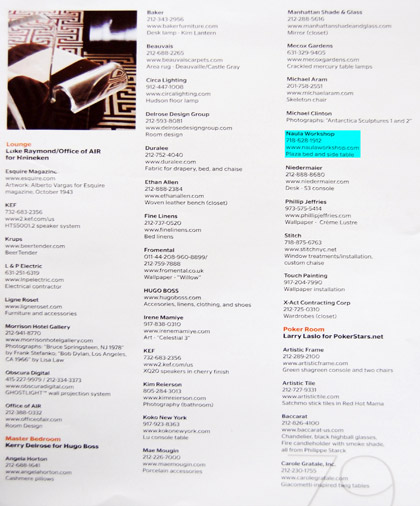 Lounge
Luke Raymond/Office of AIR
for Heineken
Esquire Magazine
www.esquire.com
Artwork: Alberto Vargas for Esquire
magazine, October 1943
KEF
732-683-2356
www2.kef.com/us
HTS5001.2 speaker system
Krups
www.beertender.com
BeerTender
L & P Electric
631-251-6319
www.lnpelectric.com
Electrical contractor
Ligne Roset
www.lignerosset.com
Furniture and accessories
Morrison Hotel Gallery
212-941-8770
www.morrisonhotelgallery.com
Photographs: "Bruce Springsteen, NJ 1978"
by Frank Stefanko; "Bob Dylan, Los Angeles,
CA 1966" by Lisa Law
Obscura Digital
415-227-9979 / 212-334-3373
www.obscuradigital.com
GHOSTLIGHT™ wall projection system
Office of AIR
212-388-0332
www.officeofair.com
Room Design
Master Bedroom
Kerry Delrose for Hugo Boss
Angela Horton
212-688-1641
www.angelahorton.com
Cashmere pillows
Baker
212-343-2956
www.bakerfurniture.com
Desk lamp - Kim Lantern
Beauvais
212-688-2265
www.beauvaiscarpets.com
Area rug - Deauvaille/Castle Gray
Circa Lighting
912-447-1008
www.circalighting.com
Hudson floor lamp
Delrose Design Group
212-593-8081
www.delrosedesigngroup.com
Room design
Duralee
212-752-4040
www.duralee.com
Fabric for drapery, bed, and chaise
Ethan Allen
212-888-2384
www.ethanallen.com
Woven leather bench (closet)
Fine Linens
212-737-0520
www.finelinens.com
Bed linens
Fromental
011-44-208-960-8899/
212-759-7888
www.fromental.co.uk
Wallpaper - "Willow"
HUGO BOSS
www.hugoboss.com
Accessories, linens, clothing, and shoes
Irene Mamiye
917-838-0310
www.irenemamiye.com
Art - "Celestial 3"
KEF
732-683-2356
www2.kef.com/us
XQ20 speakers in cherry finish
Kim Reierson
805-284-3013
www.kimreierson.com
Photography (bathroom)
Koko New York
917-923-8363
www.kokonewyork.com
Lu console table
Mae Mougin
212-226-7000
www.maemougin.com
Porcelain accessories
Manhattan Shade & Glass
212-288-5616
www.manhattanshadeandglass.com
Mirror (closet)
Mecox Gardens
631-329-9405
www.mecoxgardens.com
Crackled mercury table lamps
Michael Aram
201-758-2551
www.michaelaram.com
Skeleton chair
Michael Clinton
Photographs: "Antarctica Sculptures 1 and 2"
Naula Workshop
718-628-1512
www.naulaworkshop.com
Plaza bed and side table
Niedermaier
212-888-8680
www.niedermaier.com
Desk - S3 console
Phillip Jeffries
973-575-5414
www.phillipjeffries.com
Wallpaper - Crème Lustre
Stitch
718-875-6763
www.stitchnyc.net
Window treatments/installation,
custom chaise
Touch Painting
917-204-7990
Wallpaper installation
X-Act Contracting Corp
212-725-0310
Wardrobes (closet)
Poker Room
Larry Laslo for PokerStars.net
Artistic Frame
212-289-2100
www.artisticframe.com
Green shagreen console and two chairs
Artistic Tile
212-727-9331
www.artistictile.com
Satchmo stick tiles in Red-Hot Mama
Baccarat
212-826-4100
www.baccarat-us.com
Chandelier, black highball glasses,
Fire candleholder with smoke shade,
all from Philippe Starck
Carole Gratale, Inc.
212-230-1755
www.carolegratale.com
Giacometti inspired twig tables
79